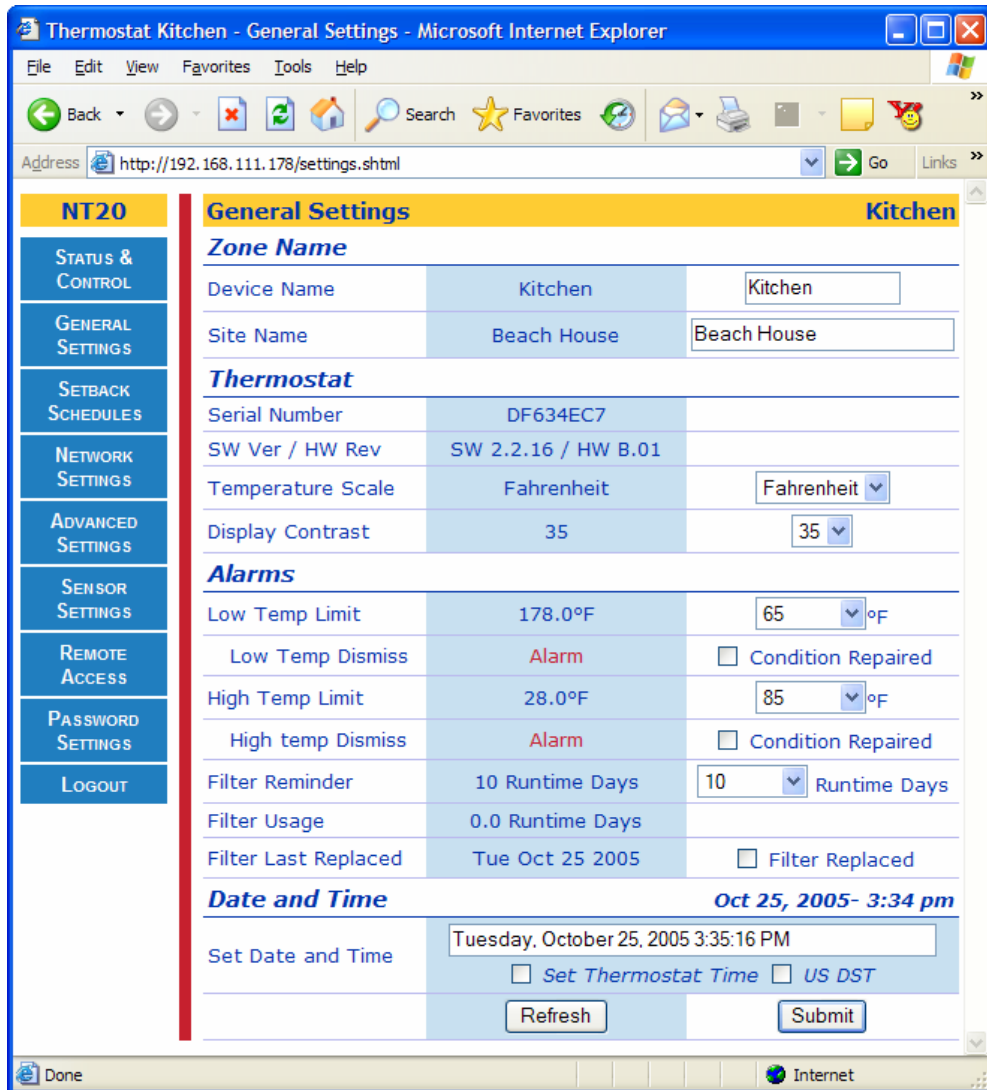 Thermostat Kitchen - General Settings - Microsoft Internet Explorer
File Edit View Favorites Tools Help
Back Search Favorites »
Address http://192.168.111.178/settings.shtml Go Links »
NT20
STATUS & CONTROL
GENERAL SETTINGS
SETBACK SCHEDULES
NETWORK SETTINGS
ADVANCED SETTINGS
SENSOR SETTINGS
REMOTE ACCESS
PASSWORD SETTINGS
LOGOUT
General Settings Kitchen
Zone Name
Device Name Kitchen Kitchen
Site Name Beach House Beach House
Thermostat
Serial Number DF634EC7
SW Ver / HW Rev SW 2.2.16 / HW B.01
Temperature Scale Fahrenheit Fahrenheit
Display Contrast 35 35
Alarms
Low Temp Limit 178.0°F 65 °F
Low Temp Dismiss Alarm Condition Repaired
High Temp Limit 28.0°F 85 °F
High temp Dismiss Alarm Condition Repaired
Filter Reminder 10 Runtime Days 10 Runtime Days
Filter Usage 0.0 Runtime Days
Filter Last Replaced Tue Oct 25 2005 Filter Replaced
Date and Time Oct 25, 2005- 3:34 pm
Set Date and Time Tuesday, October 25, 2005 3:35:16 PM
Set Thermostat Time US DST
Refresh Submit
Done Internet